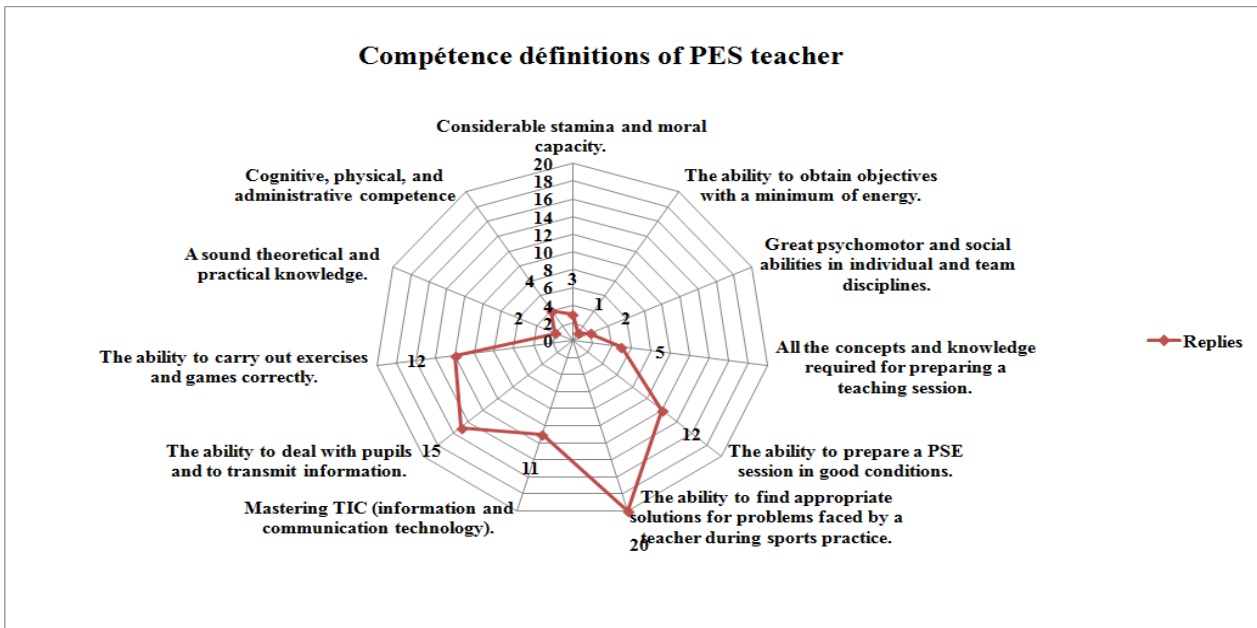 Compétence définitions of PES teacher
Considerable stamina and moral
capacity.
The ability to obtain objectives
with a minimum of energy.
Great psychomotor and social
abilities in individual and team
disciplines.
All the concepts and knowledge
required for preparing a
teaching session.
The ability to prepare a PSE
session in good conditions.
The ability to find appropriate
solutions for problems faced by a
teacher during sports practice.
Mastering TIC (information and
communication technology).
The ability to deal with pupils
and to transmit information.
The ability to carry out exercises
and games correctly.
A sound theoretical and
practical knowledge.
Cognitive, physical, and
administrative competence
20
18
16
14
12
10
8
6
4
2
0
3
1
2
5
12
20
11
15
12
2
4
Replies